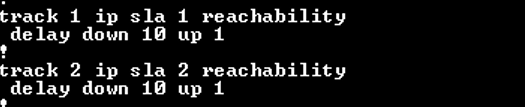 track 1 ip sla 1 reachability
 delay down 10 up 1
!
track 2 ip sla 2 reachability
 delay down 10 up 1
!